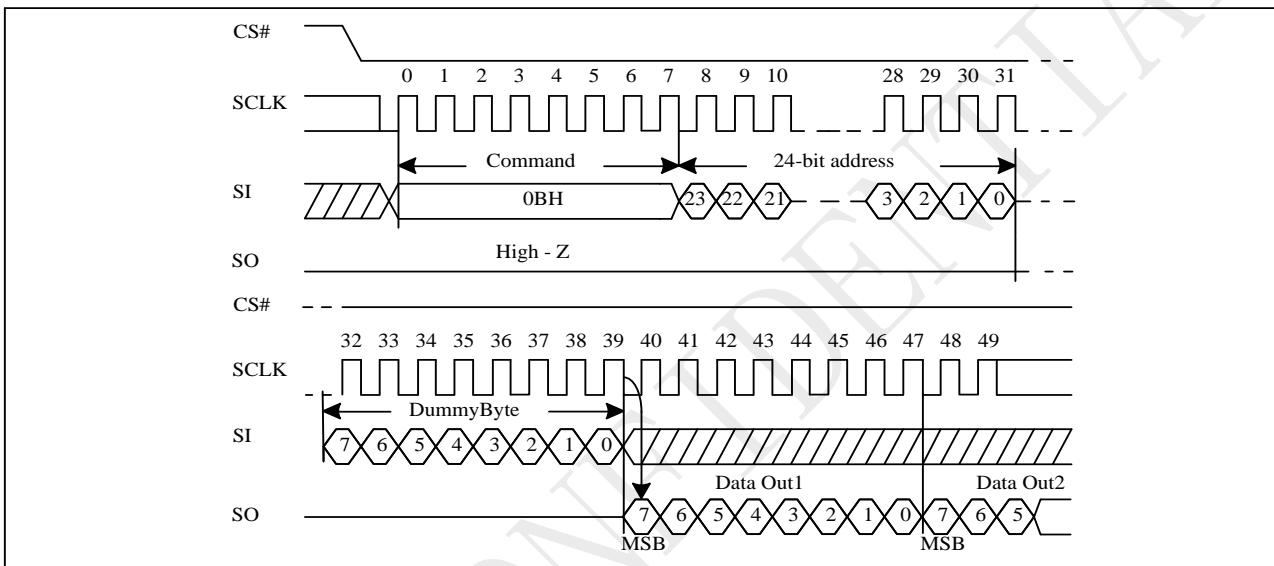 CS#
0 1 2 3 4 5 6 7 8 9 10 28 29 30 31
SCLK
Command 24-bit address
SI 0BH 23 22 21 3 2 1 0
High - Z
SO
CS#
32 33 34 35 36 37 38 39 40 41 42 43 44 45 46 47 48 49
SCLK
DummyByte
SI 7 6 5 4 3 2 1 0
Data Out1 Data Out2
SO 7 6 5 4 3 2 1 0 7 6 5
MSB MSB